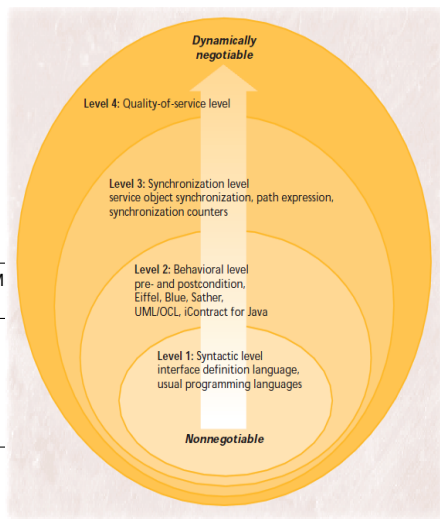 Dynamically
negotiable
Level 4: Quality-of-service level
Level 3: Synchronization level
service object synchronization, path expression,
synchronization counters
M
Level 2: Behavioral level
pre- and postcondition,
Eiffel, Blue, Sather,
UML/OCL, iContract for Java
Level 1: Syntactic level
interface definition language,
usual programming languages
Nonnegotiable